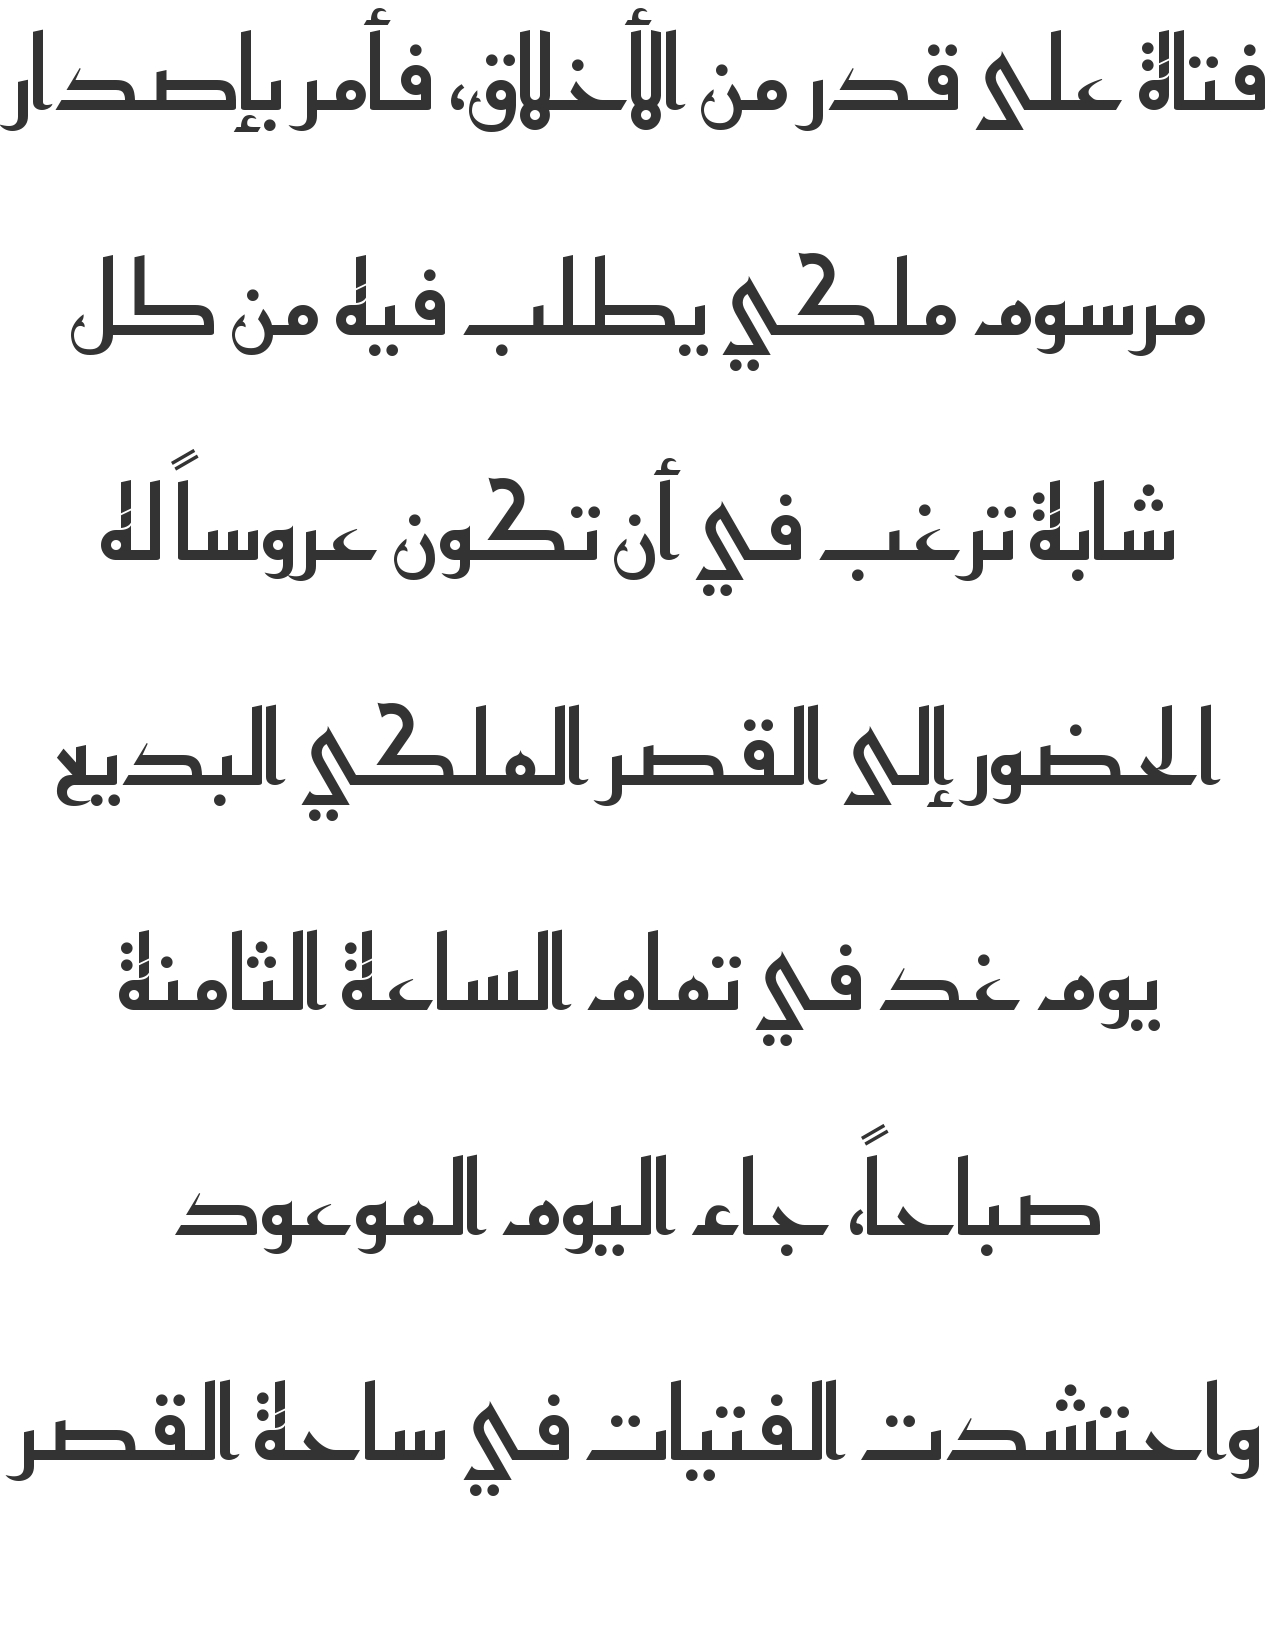 فتاة على قدر من الأخلاق، فأمر بإصدار
مرسوم ملكي يطلب فيه من كل
شابة ترغب في أن تكون عروساً له
الحضور إلى القصر الملكي البديع
يوم غد في تمام الساعة الثامنة
صباحاً، جاء اليوم الموعود
واحتشدت الفتيات في ساحة القصر